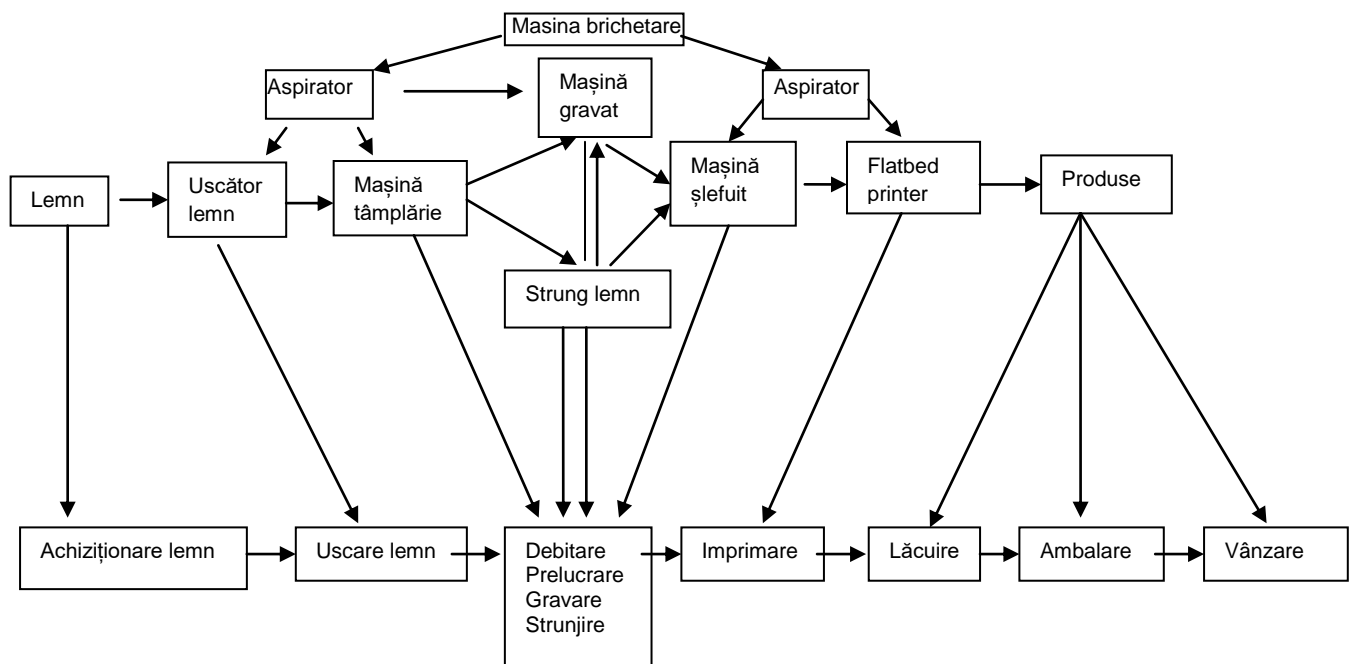 Masina brichetare
Aspirator
Mașină
gravat
Aspirator
Lemn
Uscător
lemn
Mașină
tâmplărie
Mașină
șlefuit
Flatbed
printer
Produse
Strung lemn
Achiziționare lemn
Uscare lemn
Debitare
Prelucrare
Gravare
Strunjire
Imprimare
Lăcuire
Ambalare
Vânzare